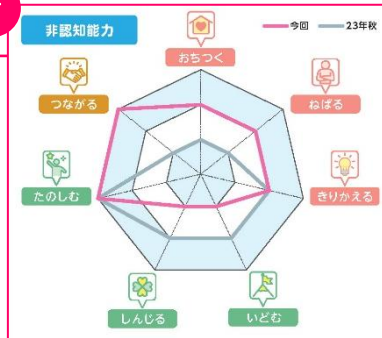 非認知能力
今回
23年秋
おちつく
つながる
ねばる
たのしむ
きりかえる
しんじる
いどむ